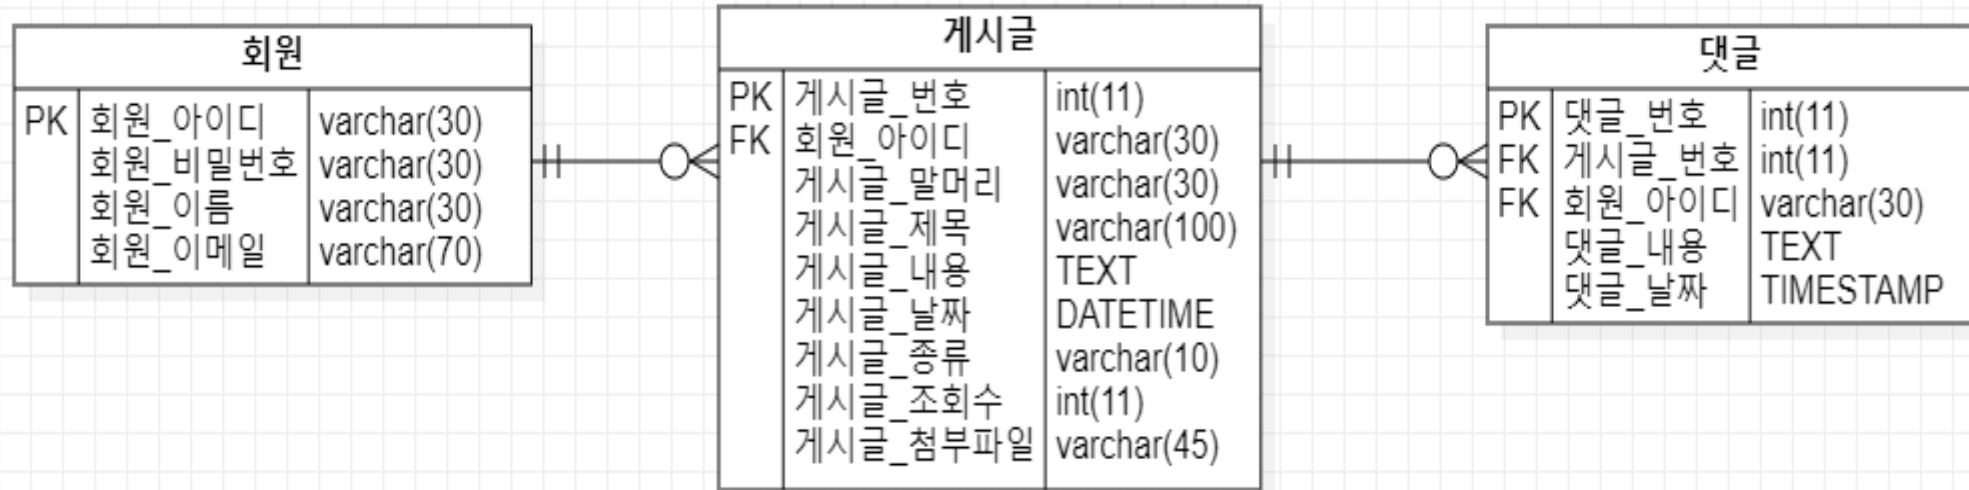 회원
PK 회원_아이디 varchar(30)
회원_비밀번호 varchar(30)
회원_이름 varchar(30)
회원_이메일 varchar(70)
게시글
PK 게시글_번호 int(11)
FK 회원_아이디 varchar(30)
게시글_말머리 varchar(30)
게시글_제목 varchar(100)
게시글_내용 TEXT
게시글_날짜 DATETIME
게시글_종류 varchar(10)
게시글_조회수 int(11)
게시글_첨부파일 varchar(45)
댓글
PK 댓글_번호 int(11)
FK 게시글_번호 int(11)
FK 회원_아이디 varchar(30)
댓글_내용 TEXT
댓글_날짜 TIMESTAMP